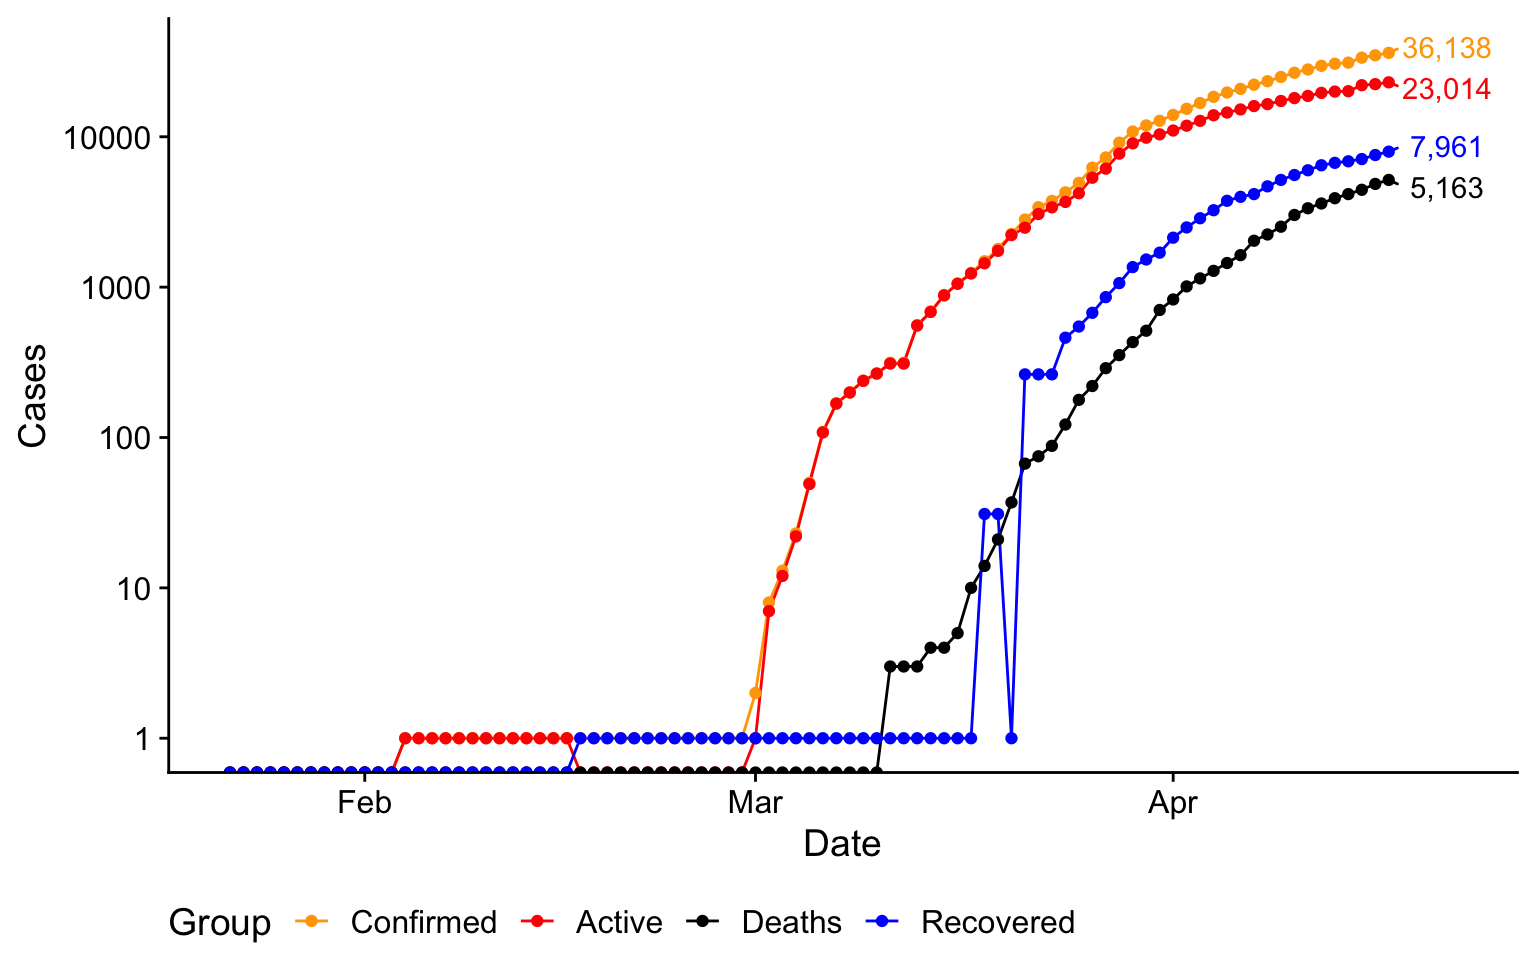 36,138
23,014
10000
7,961
5,163
1000
Cases
100
10
1
Feb Mar Apr
Date
Group Confirmed Active Deaths Recovered